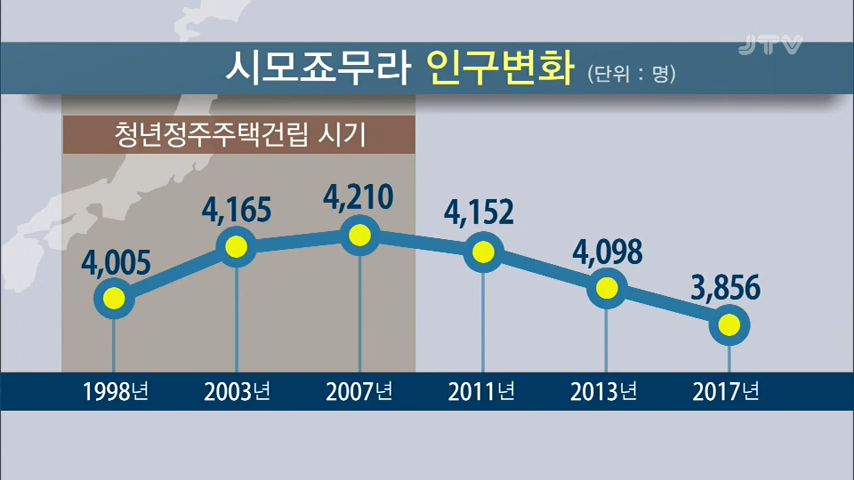 JTV
시모죠무라 인구변화 (단위 : 명)
청년정주주택건립 시기
4,005
4,165
4,210
4,152
4,098
3,856
1998년
2003년
2007년
2011년
2013년
2017년